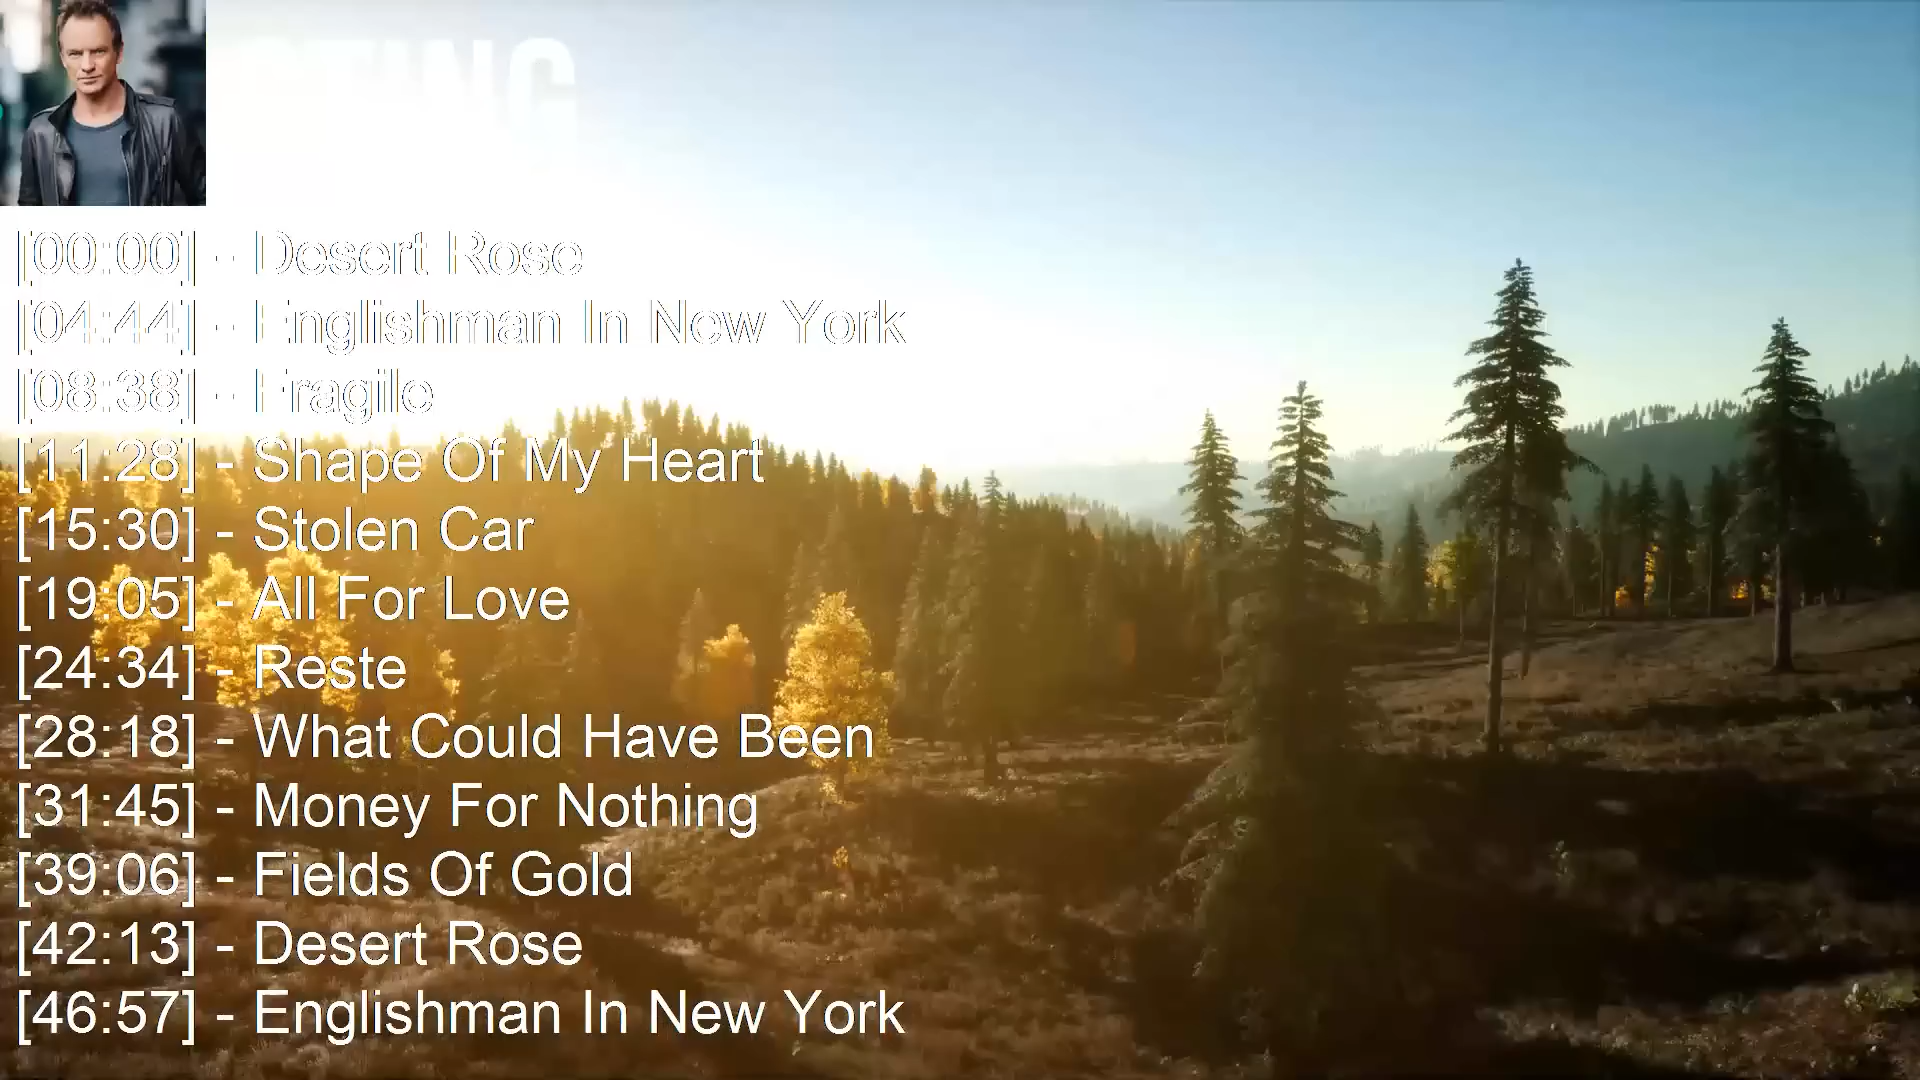 STING
[00:00] - Desert Rose
[04:44] - Englishman In New York
[08:38] - Fragile
[11:28] - Shape Of My Heart
[15:30] - Stolen Car
[19:05] - All For Love
[24:34] - Reste
[28:18] - What Could Have Been
[31:45] - Money For Nothing
[39:06] - Fields Of Gold
[42:13] - Desert Rose
[46:57] - Englishman In New York